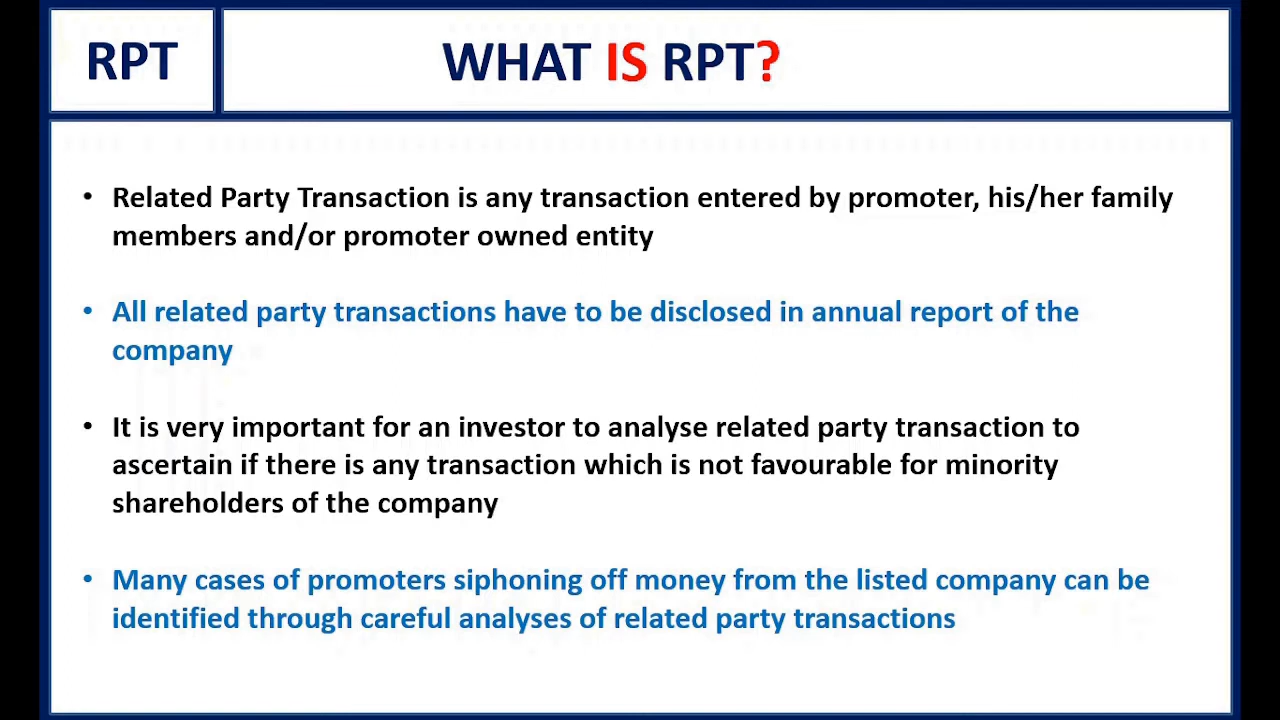 RPT
WHAT IS RPT?
• Related Party Transaction is any transaction entered by promoter, his/her family
members and/or promoter owned entity
• All related party transactions have to be disclosed in annual report of the
company
• It is very important for an investor to analyse related party transaction to
ascertain if there is any transaction which is not favourable for minority
shareholders of the company
• Many cases of promoters siphoning off money from the listed company can be
identified through careful analyses of related party transactions